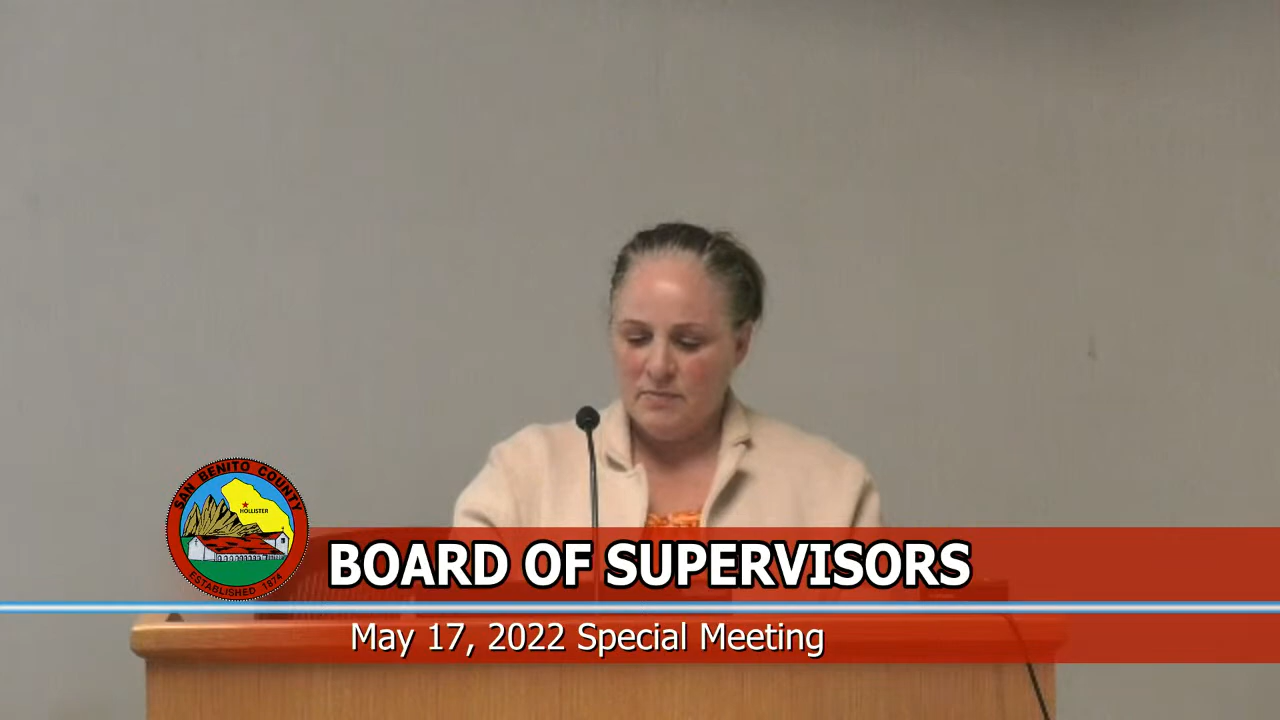 SAN BENITO COUNTY
HOLLISTER
ESTABLISHED 1874
BOARD OF SUPERVISORS
May 17, 2022 Special Meeting